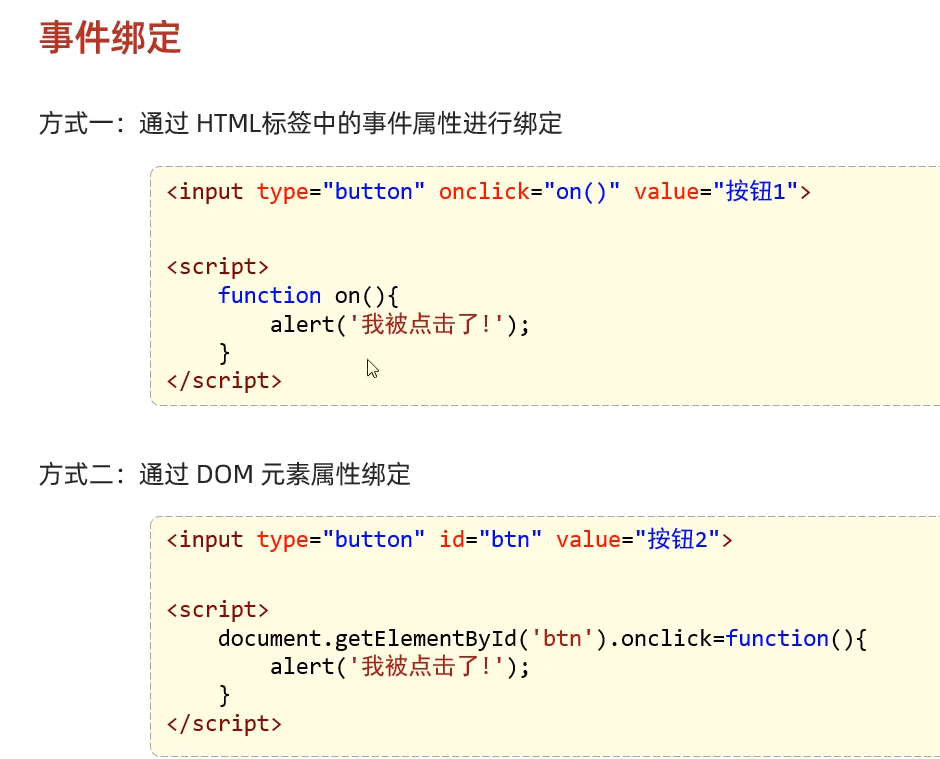 事件绑定
方式一：通过 HTML标签中的事件属性进行绑定
<input type="button" onclick="on()" value="按钮1">
<script>
    function on(){
        alert('我被点击了!');
    }
</script>
方式二：通过 DOM 元素属性绑定
<input type="button" id="btn" value="按钮2">
<script>
    document.getElementById('btn').onclick=function(){
        alert('我被点击了!');
    }
</script>